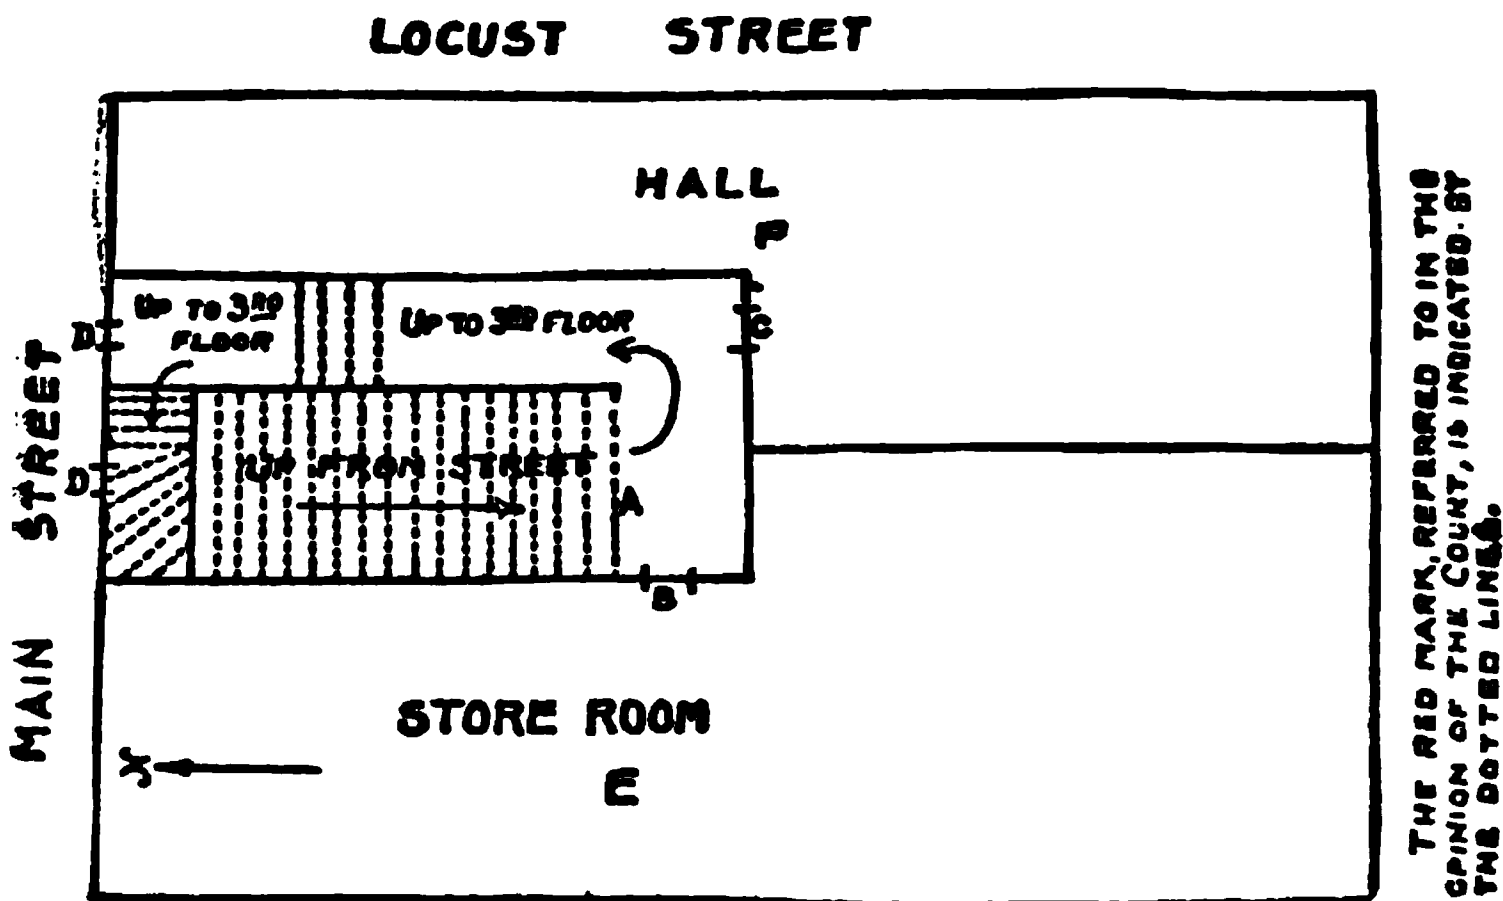 LOCUST STREET
HALL
F
UP TO 3RD
FLOOR
UP TO 3RD FLOOR
D
C
D
UP FROM STREET
A
B
MAIN STREET
STORE ROOM
E
THE RED MARK, REFERRED TO IN THE
OPINION OF THE COURT, IS INDICATED BY
THE DOTTED LINES.